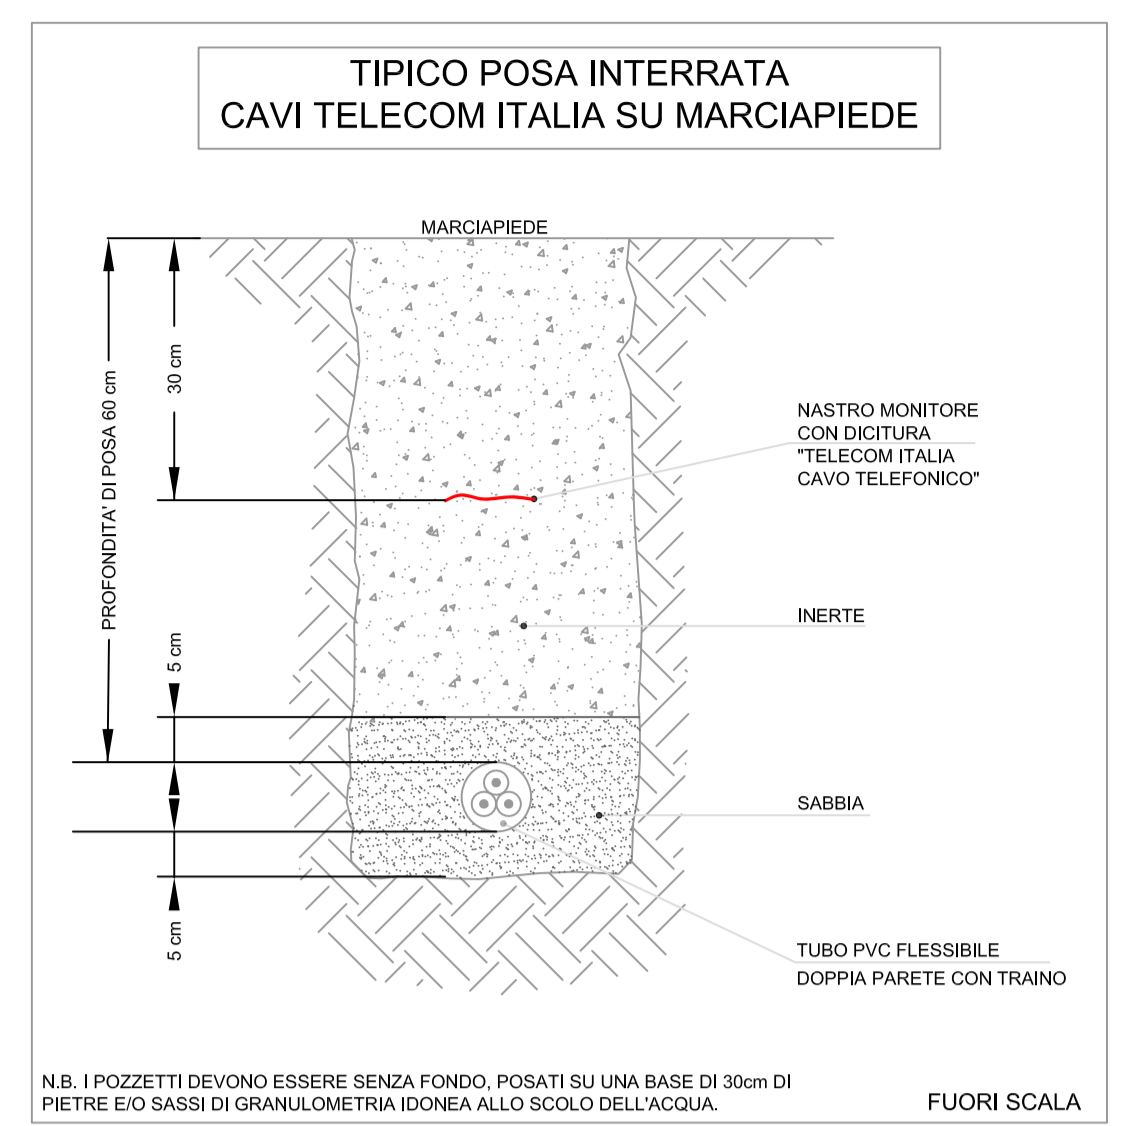 TIPICO POSA INTERRATA
CAVI TELECOM ITALIA SU MARCIAPIEDE
MARCIAPIEDE
30 cm
PROFONDITA' DI POSA 60 cm
NASTRO MONITORE
CON DICITURA
"TELECOM ITALIA
CAVO TELEFONICO"
INERTE
5 cm
SABBIA
5 cm
TUBO PVC FLESSIBILE
DOPPIA PARETE CON TRAINO
N.B. I POZZETTI DEVONO ESSERE SENZA FONDO, POSATI SU UNA BASE DI 30cm DI
PIETRE E/O SASSI DI GRANULOMETRIA IDONEA ALLO SCOLO DELL'ACQUA.
FUORI SCALA